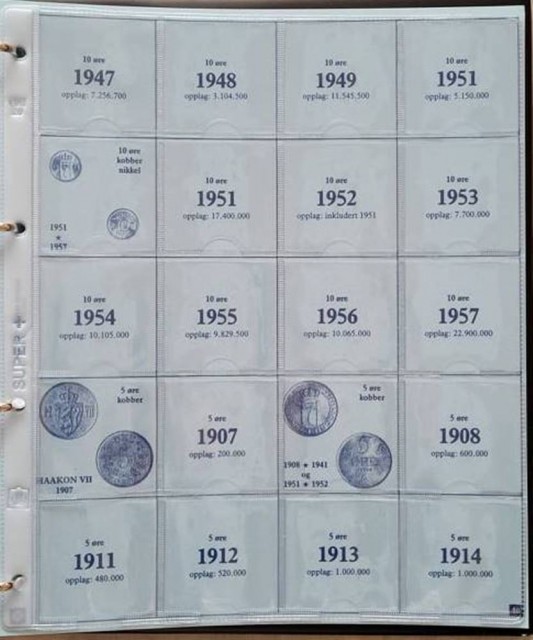 10 øre
1947
opplag: 7.256.700
10 øre
1948
opplag: 3.104.500
10 øre
1949
opplag: 11.545.500
10 øre
1951
opplag: 5.150.000
10 øre
kobber
nikkel
1951
★
1957
10 øre
1951
opplag: 17.400.000
10 øre
1952
opplag: inkludert 1951
10 øre
1953
opplag: 7.700.000
10 øre
1954
opplag: 10.105.000
10 øre
1955
opplag: 9.829.500
10 øre
1956
opplag: 10.065.000
10 øre
1957
opplag: 22.900.000
5 øre
kobber
HAAKON VII
1907
5 øre
1907
opplag: 200.000
5 øre
kobber
1908 ★ 1941
og
1951 ★ 1952
5 øre
1908
opplag: 600.000
5 øre
1911
opplag: 480.000
5 øre
1912
opplag: 520.000
5 øre
1913
opplag: 1.000.000
5 øre
1914
opplag: 1.000.000
SUPER +